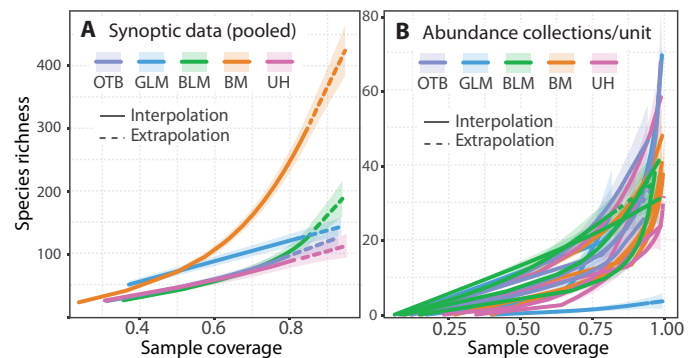 A Synoptic data (pooled)
OTB GLM BLM BM UH
Interpolation
Extrapolation
Species richness
400
300
200
100
0.4 0.6 0.8
Sample coverage
B Abundance collections/unit
OTB GLM BLM BM UH
Interpolation
Extrapolation
80
60
40
20
0
0.25 0.50 0.75 1.00
Sample coverage